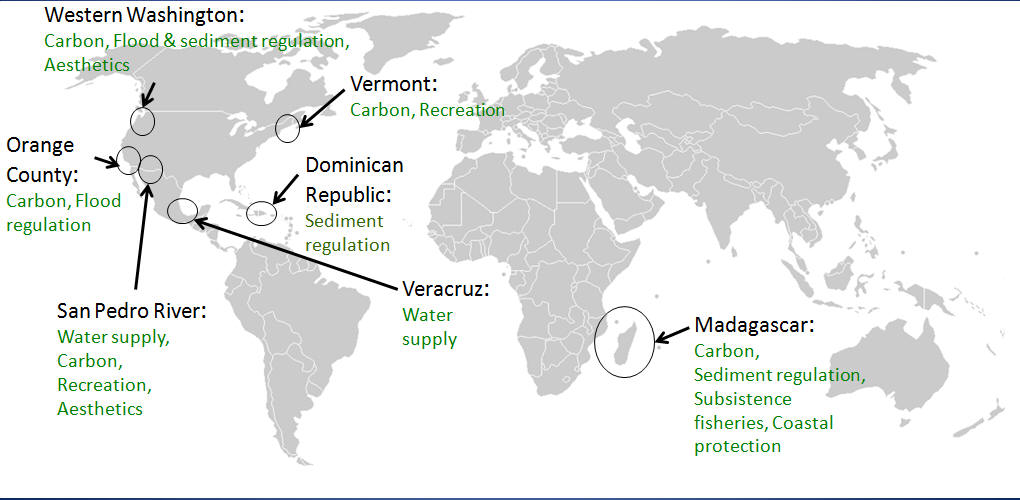 Western Washington:
Carbon, Flood & sediment regulation,
Aesthetics
Vermont:
Carbon, Recreation
Orange
County:
Carbon, Flood
regulation
Dominican
Republic:
Sediment
regulation
San Pedro River:
Water supply,
Carbon,
Recreation,
Aesthetics
Veracruz:
Water
supply
Madagascar:
Carbon,
Sediment regulation,
Subsistence
fisheries, Coastal
protection